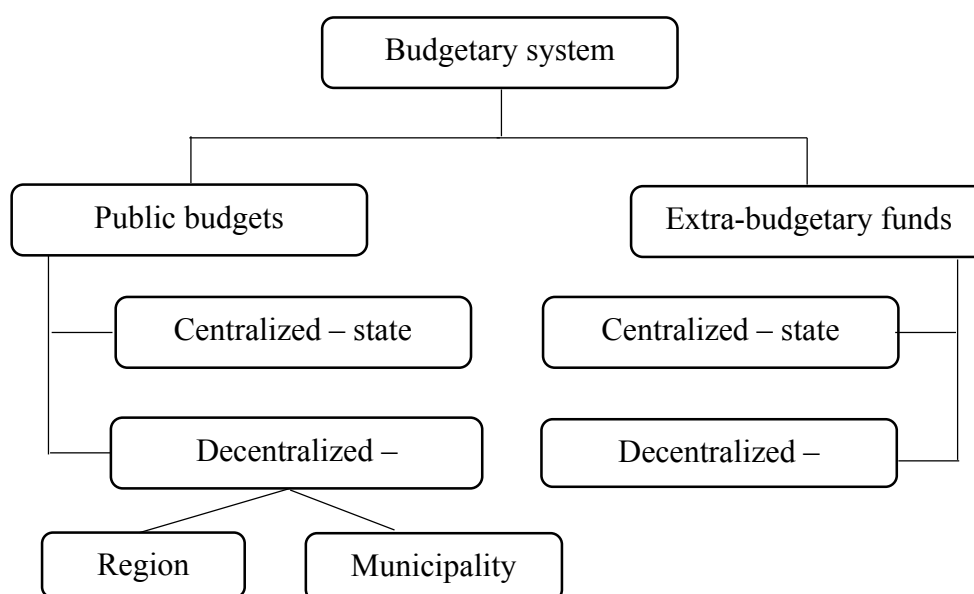 Budgetary system
Public budgets
Extra-budgetary funds
Centralized – state
Centralized – state
Decentralized –
Decentralized –
Region
Municipality